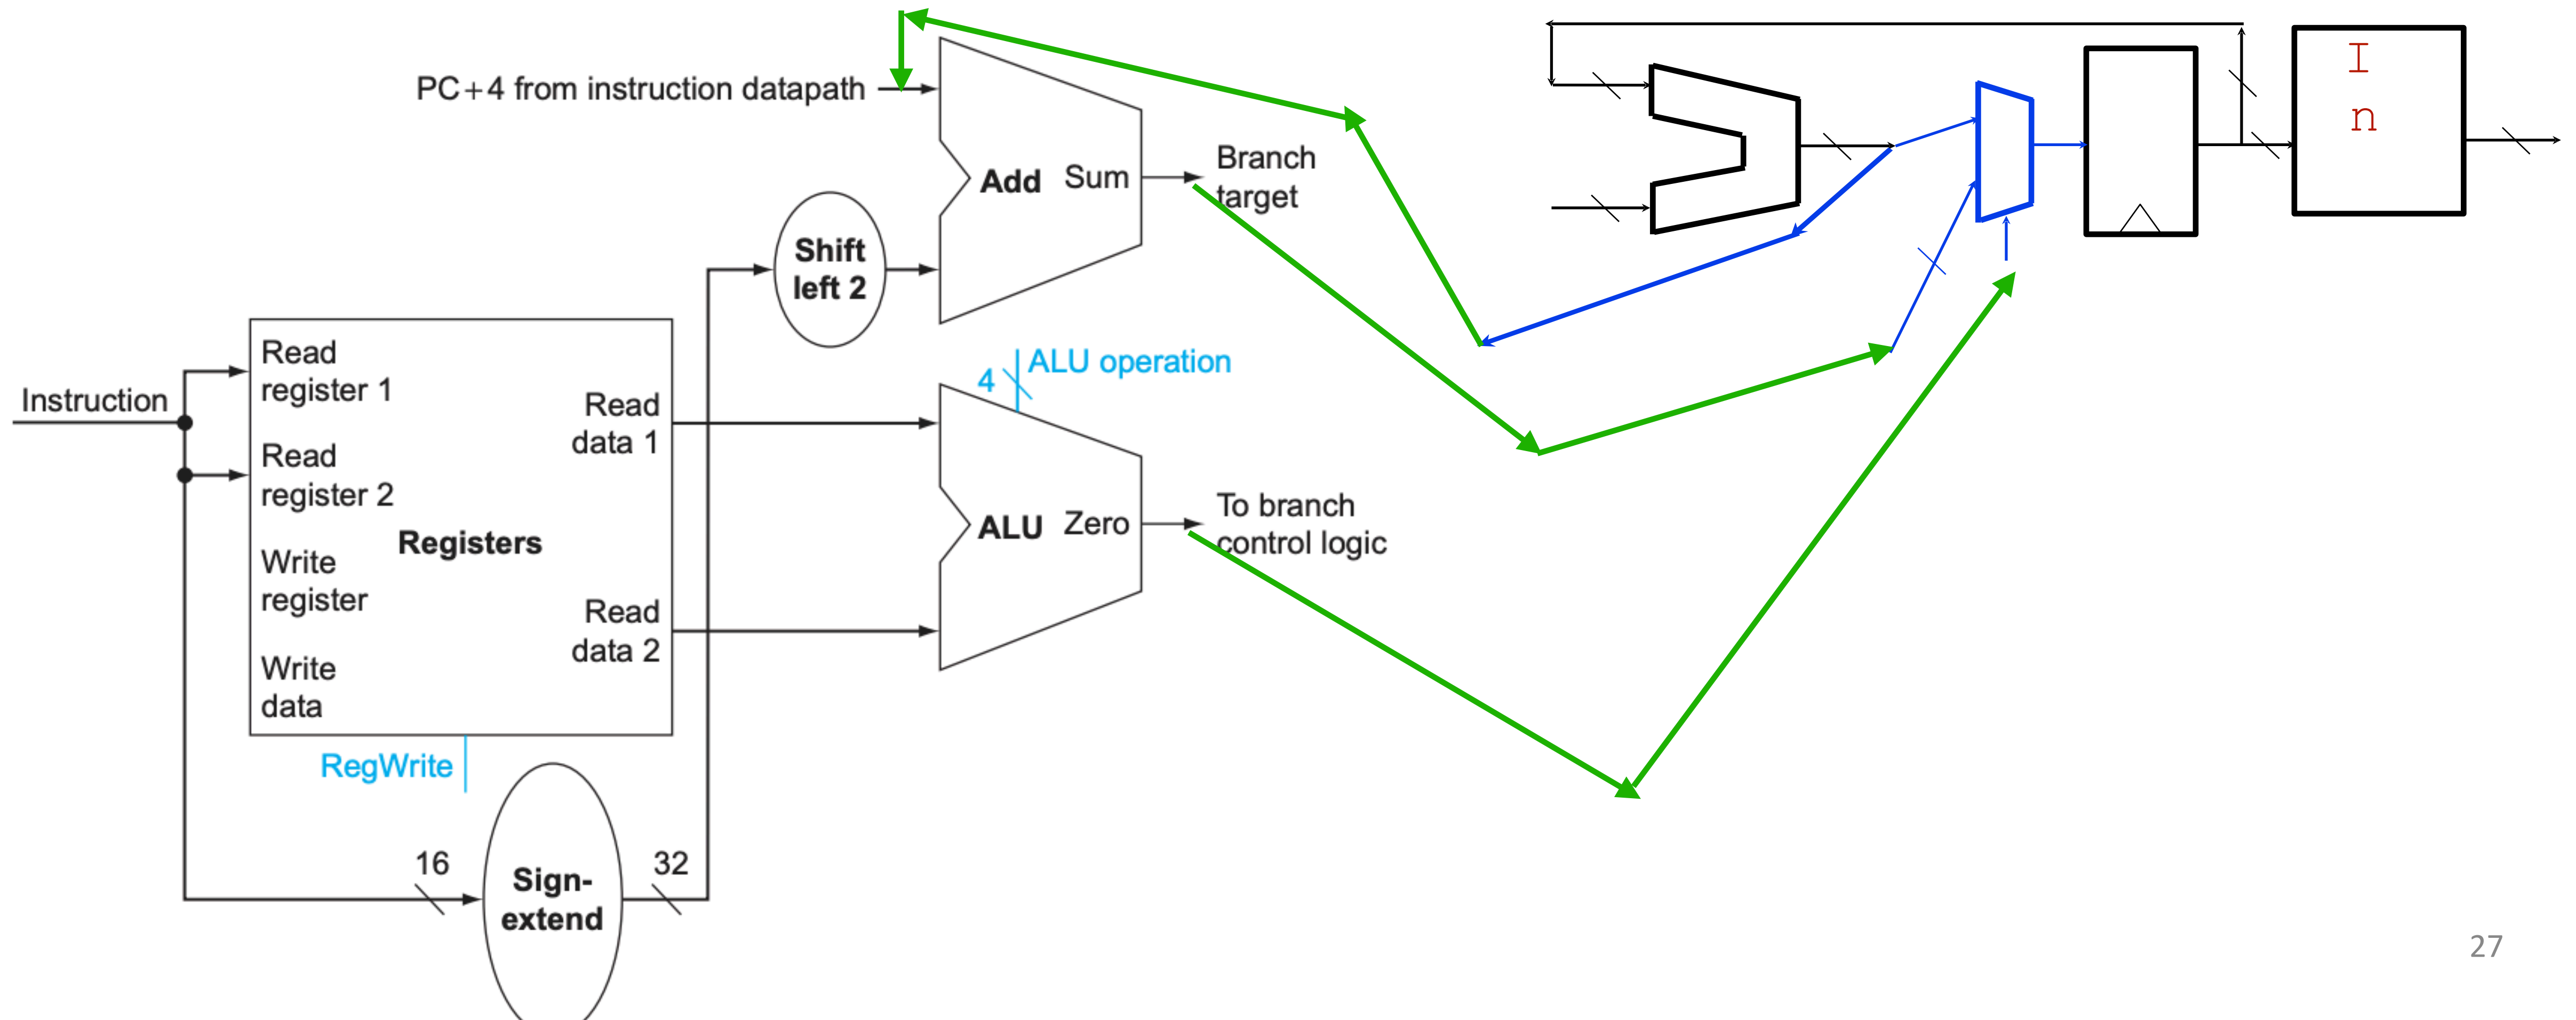 PC+4 from instruction datapath
Add Sum
Branch
target
Shift
left 2
I
n
Instruction
Read
register 1
Read
register 2
Registers
Write
register
Write
data
Read
data 1
Read
data 2
RegWrite
4
ALU operation
ALU Zero
To branch
control logic
16
Sign-
extend
32
27